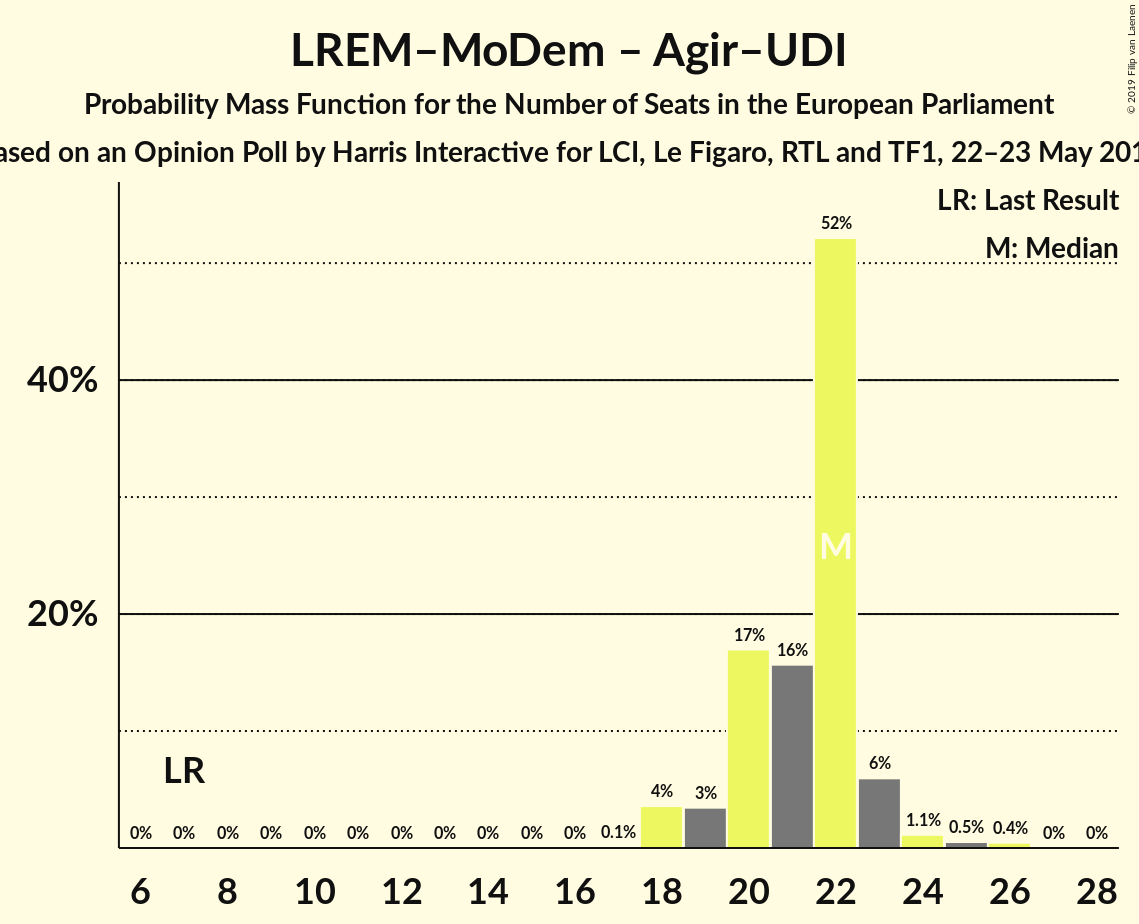 LREM–MoDem – Agir–UDI
Probability Mass Function for the Number of Seats in the European Parliament
on an Opinion Poll by Harris Interactive for LCI, Le Figaro, RTL and TF1, 22–23 May
© 2019 Filip van Laenen
LR: Last Result
M: Median
52%
40%
M
20%
17%
16%
LR
6%
0% 0% 0% 0% 0% 0% 0% 0% 0% 0% 0% 0.1% 4% 3% 1.1% 0.5% 0.4% 0% 0%
6 8 10 12 14 16 18 20 22 24 26 28